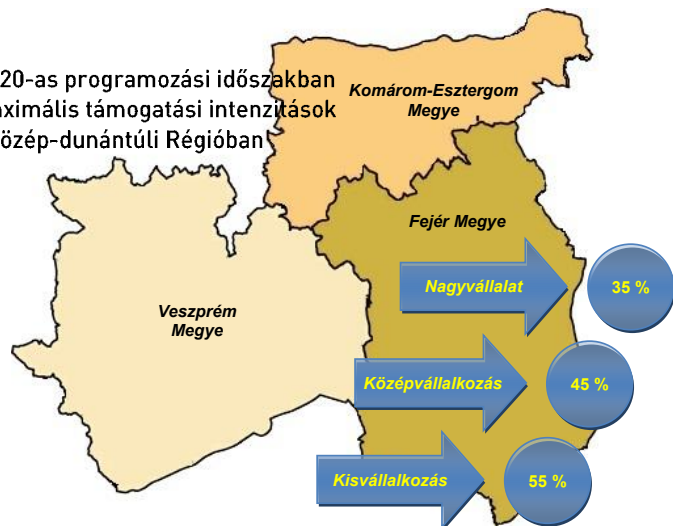 20-as programozási időszakban
aximális támogatási intenzitások
özép-dunántúli Régióban
Komárom-Esztergom
Megye
Fejér Megye
Nagyvállalat
35 %
Veszprém
Megye
Középvállalkozás
45 %
Kisvállalkozás
55 %